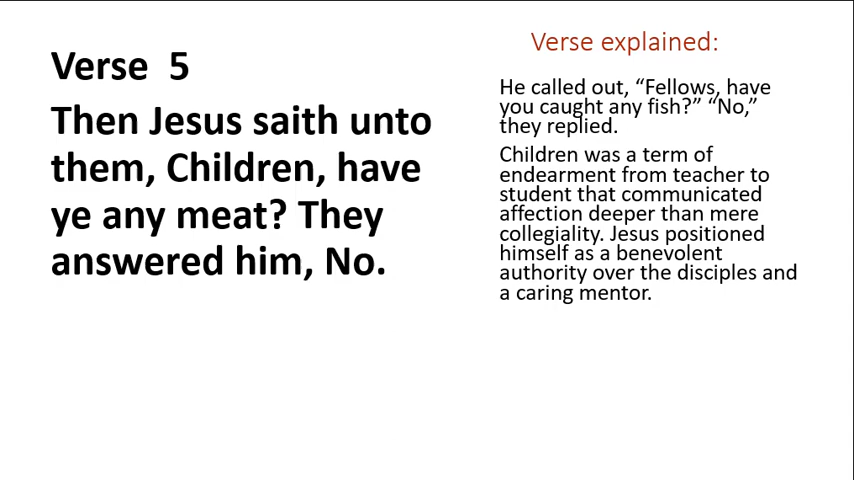 Verse 5
Then Jesus saith unto
them, Children, have
ye any meat? They
answered him, No.
Verse explained:
He called out, “Fellows, have
you caught any fish?” “No,”
they replied.
Children was a term of
endearment from teacher to
student that communicated
affection deeper than mere
collegiality. Jesus positioned
himself as a benevolent
authority over the disciples and
a caring mentor.